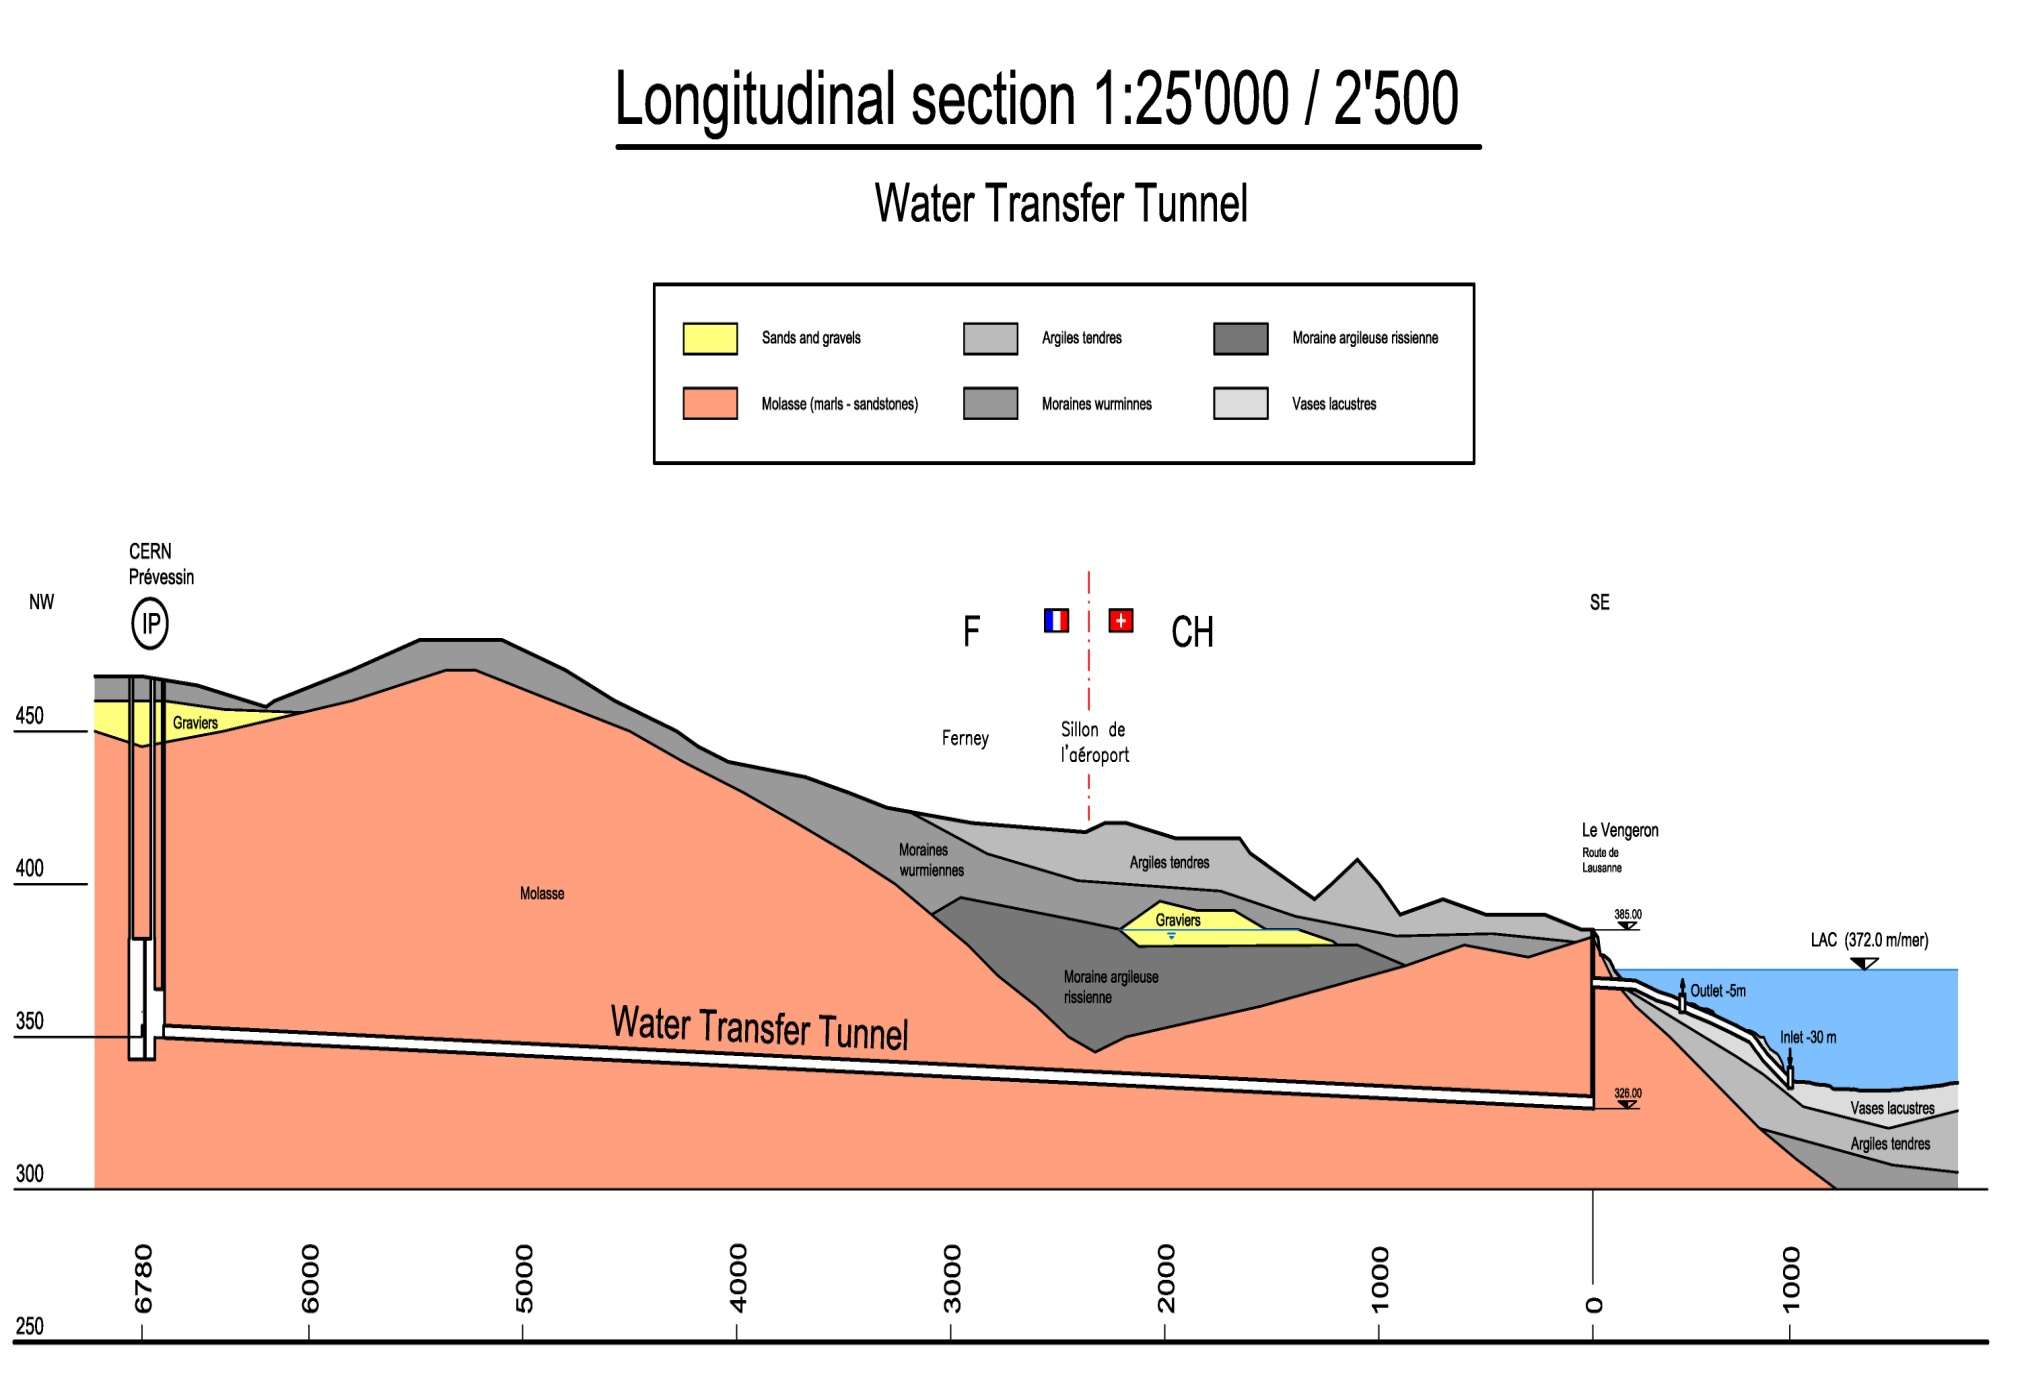 Longitudinal section 1:25'000 / 2'500
Water Transfer Tunnel
Sands and gravels
Argiles tendres
Moraine argileuse rissienne
Molasse (marls - sandstones)
Moraines wurminnes
Vases lacustres
CERN
Prévessin
NW
IP
F
CH
SE
450
Graviers
Ferney
Sillon de
l'aéroport
Le Vengeron
Route de
Lausanne
400
Molasse
Moraines
wurmiennes
Argiles tendres
Graviers
385.00
LAC (372.0 m/mer)
Moraine argileuse
rissienne
Outlet -5m
350
Water Transfer Tunnel
Inlet -30 m
326.00
Vases lacustres
Argiles tendres
300
6780
6000
5000
4000
3000
2000
1000
0
1000
250